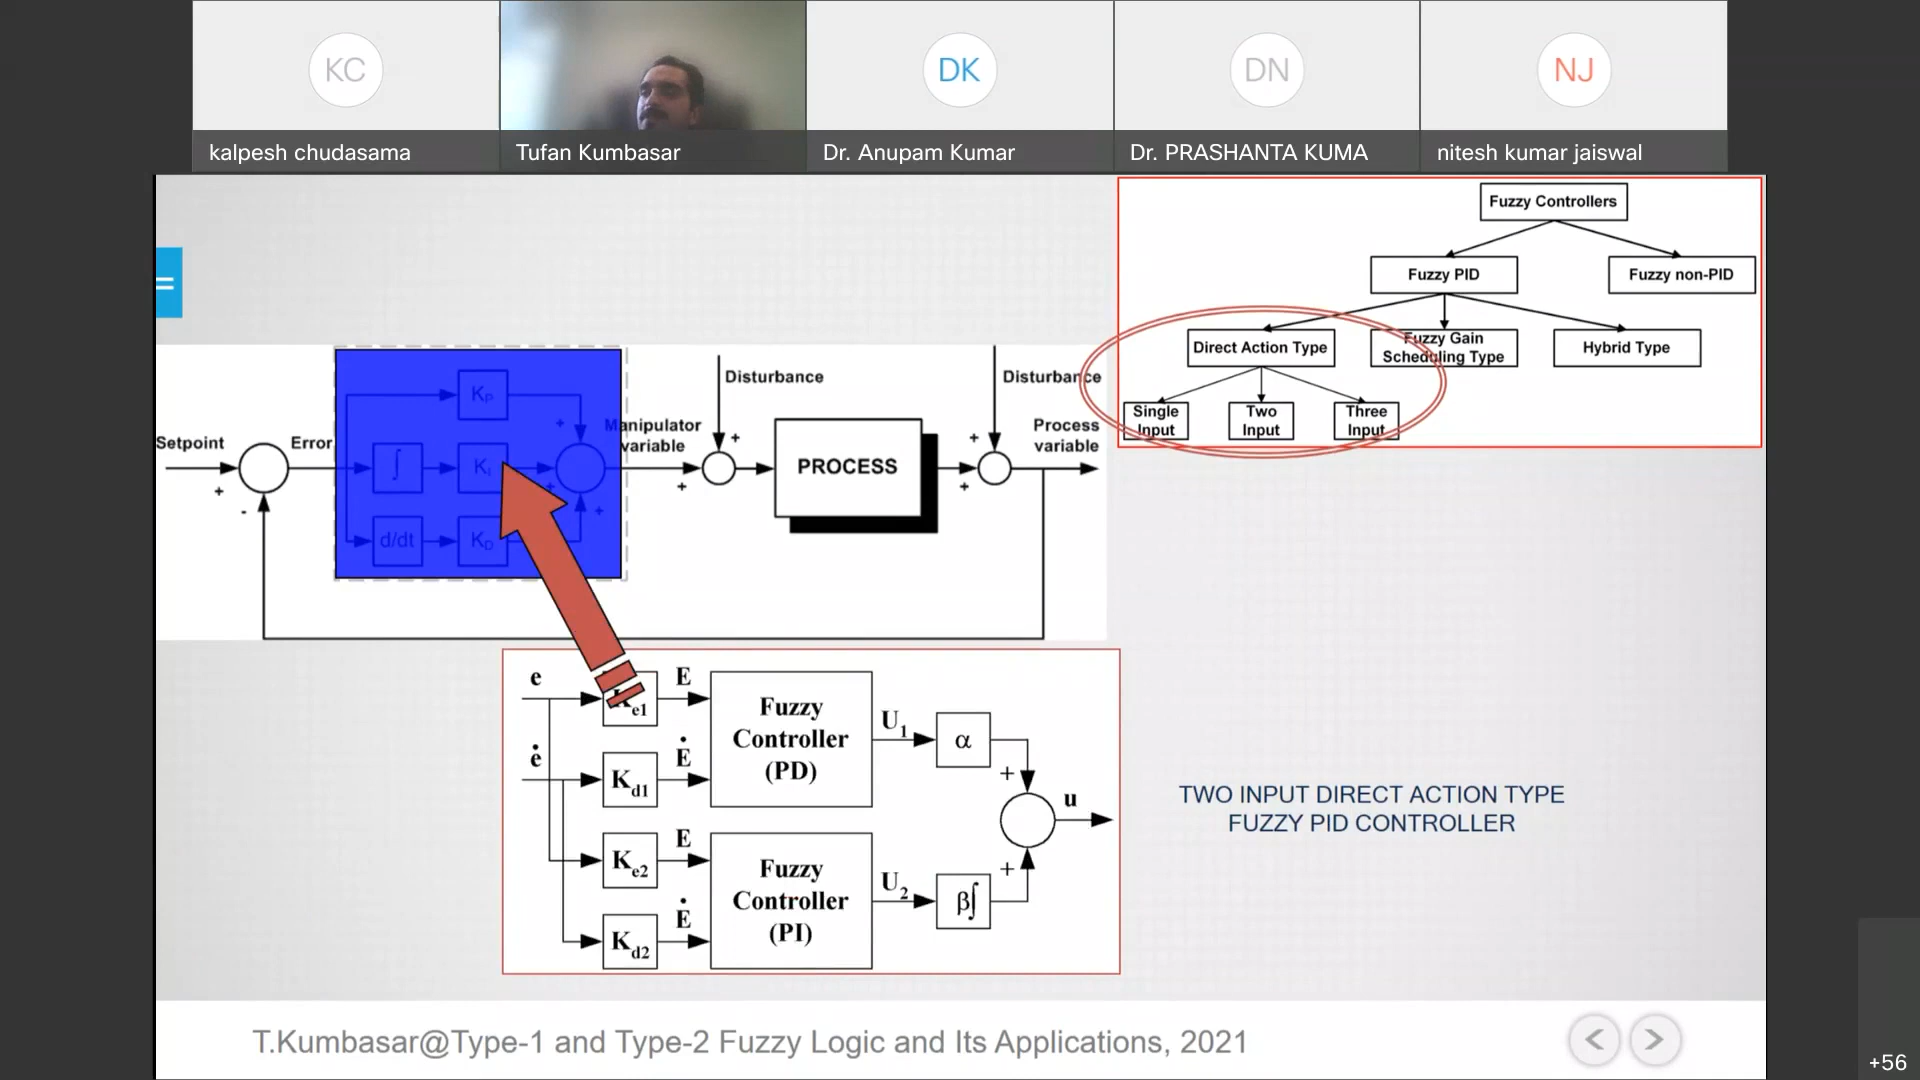 KC
DK
DN
NJ
kalpesh chudasama
Tufan Kumbasar
Dr. Anupam Kumar
Dr. PRASHANTA KUMA
nitesh kumar jaiswal
Fuzzy Controllers
Fuzzy PID
Fuzzy non-PID
Direct Action Type
Fuzzy Gain
Scheduling Type
Hybrid Type
Single
Input
Two
Input
Three
Input
Setpoint
+
-
Error
KP
∫
KI
d/dt
KD
+
+
+
Manipulator
variable
+
Disturbance
+
PROCESS
+
Disturbance
+
Process
variable
e
ė
Ke1
Kd1
Ke2
Kd2
E
Ė
E
Ė
Fuzzy
Controller
(PD)
Fuzzy
Controller
(PI)
U1
U2
α
β∫
+
+
u
TWO INPUT DIRECT ACTION TYPE
FUZZY PID CONTROLLER
T.Kumbasar@Type-1 and Type-2 Fuzzy Logic and Its Applications, 2021
< >
+56